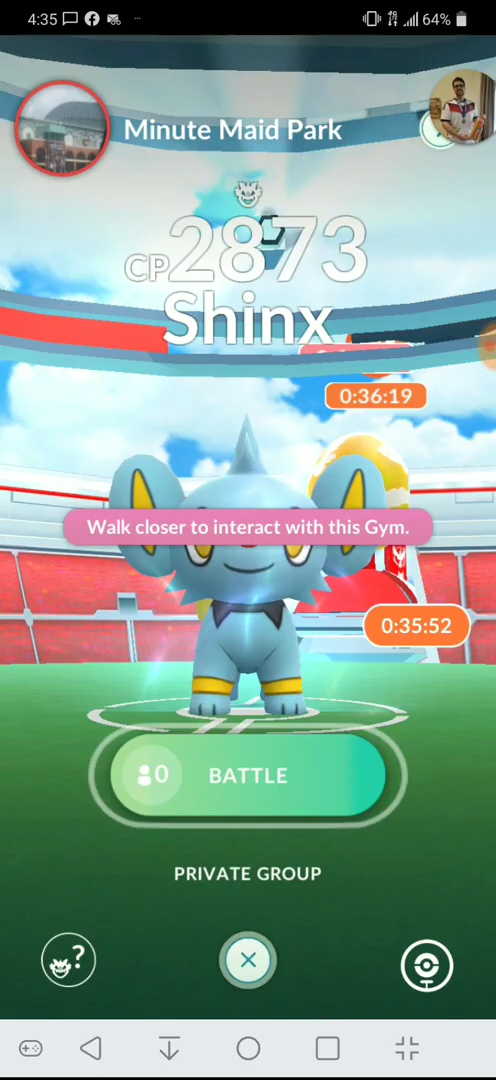 4:35
4G
64%
Minute Maid Park
CP2873
Shinx
0:36:19
Walk closer to interact with this Gym.
0:35:52
0 BATTLE
PRIVATE GROUP
?